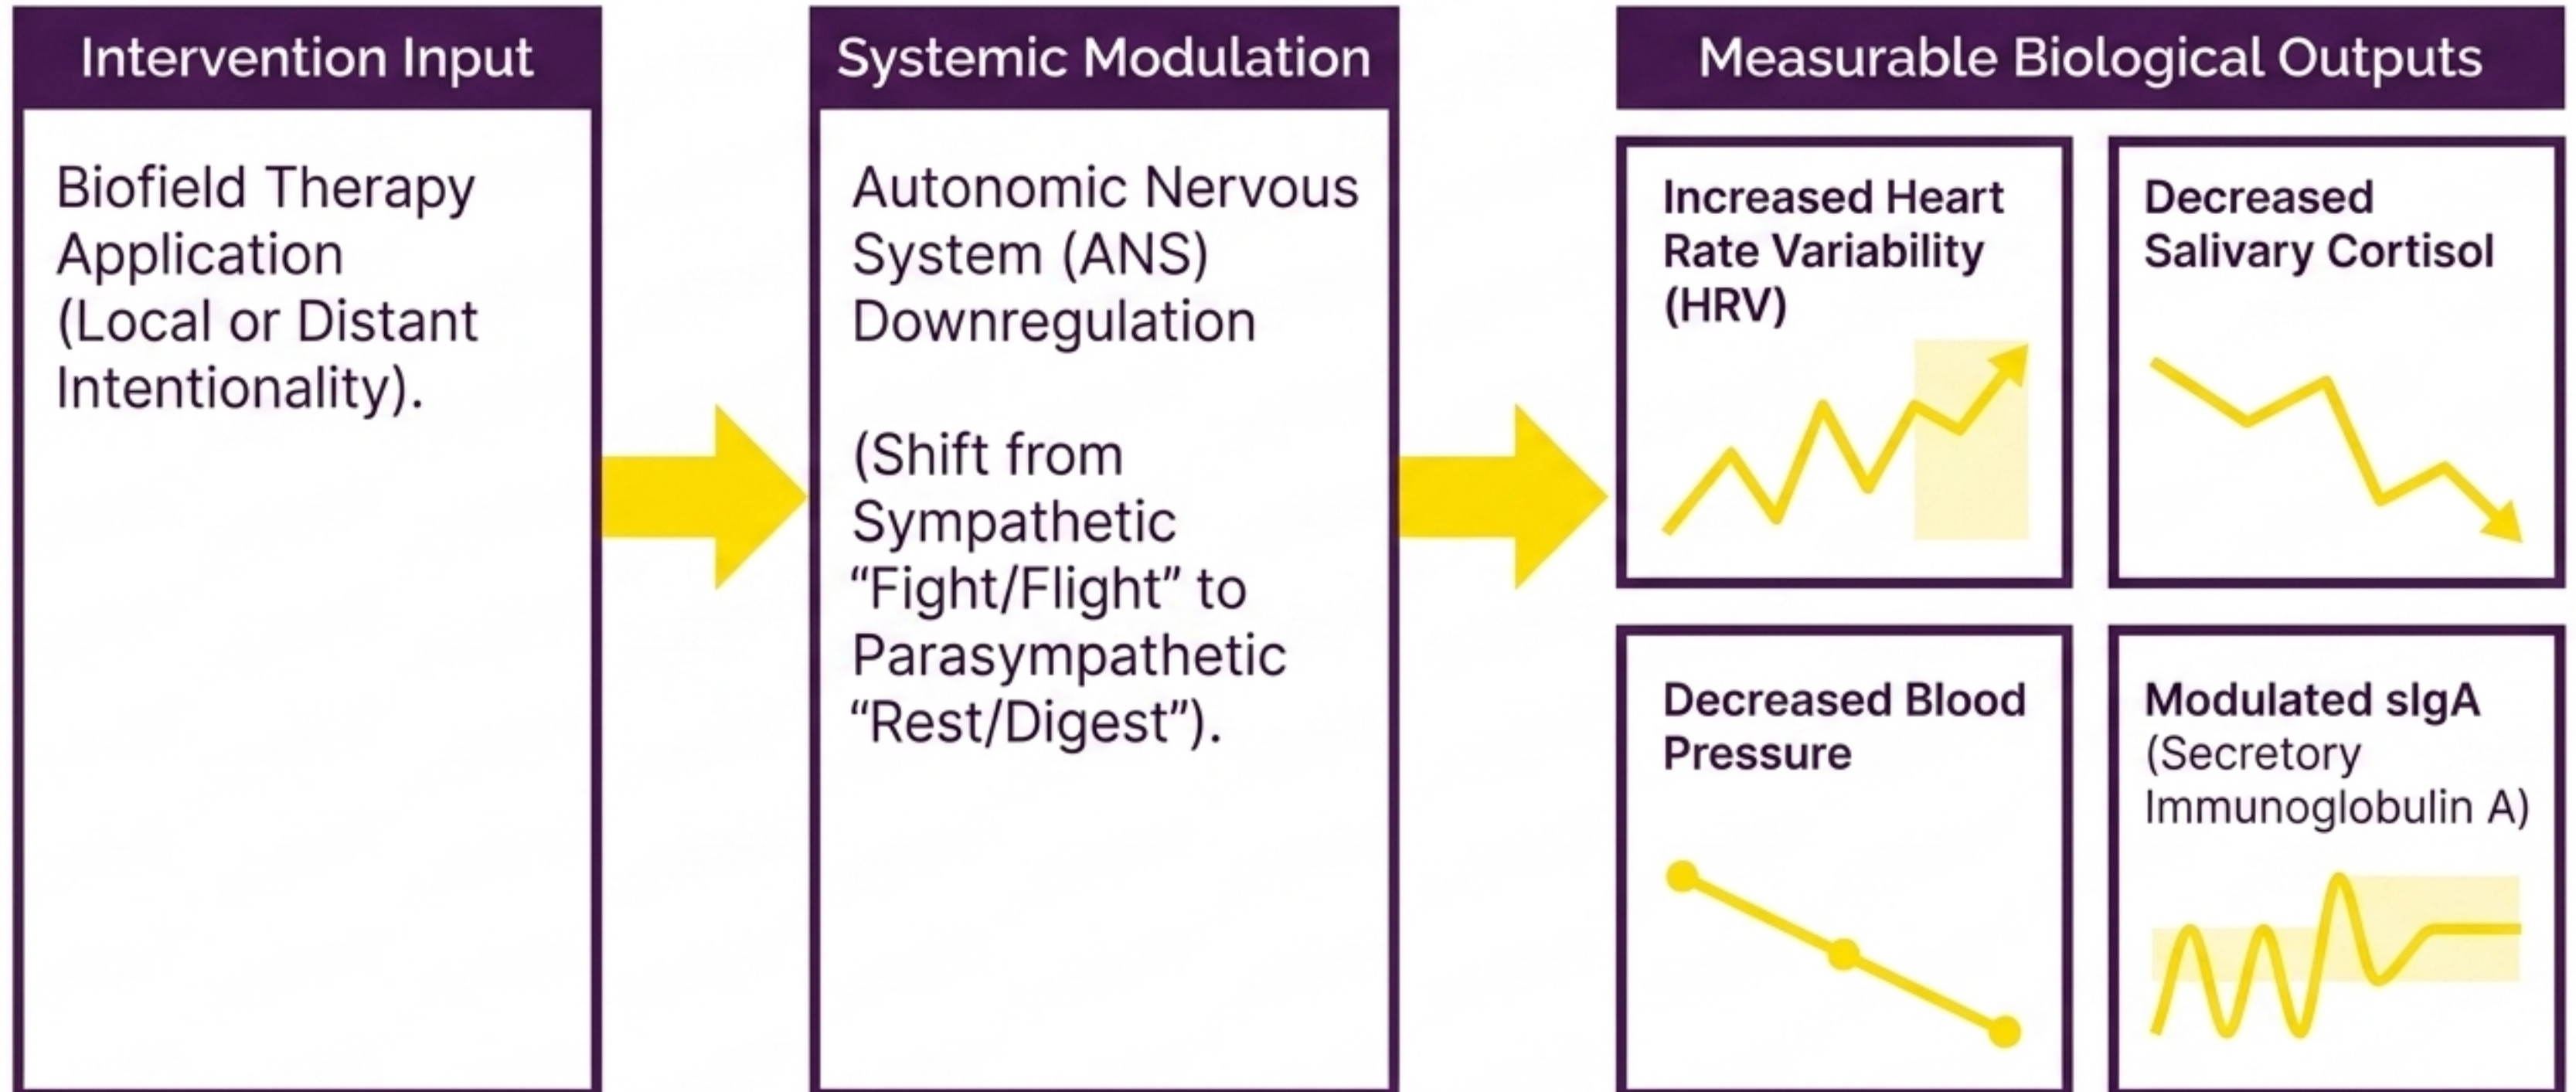 Intervention Input
Biofield Therapy
Application
(Local or Distant
Intentionality).
Systemic Modulation
Autonomic Nervous
System (ANS)
Downregulation
(Shift from
Sympathetic
“Fight/Flight” to
Parasympathetic
“Rest/Digest”).
Measurable Biological Outputs
Increased Heart
Rate Variability
(HRV)
Decreased
Salivary Cortisol
Decreased Blood
Pressure
Modulated sIgA
(Secretory
Immunoglobulin A)